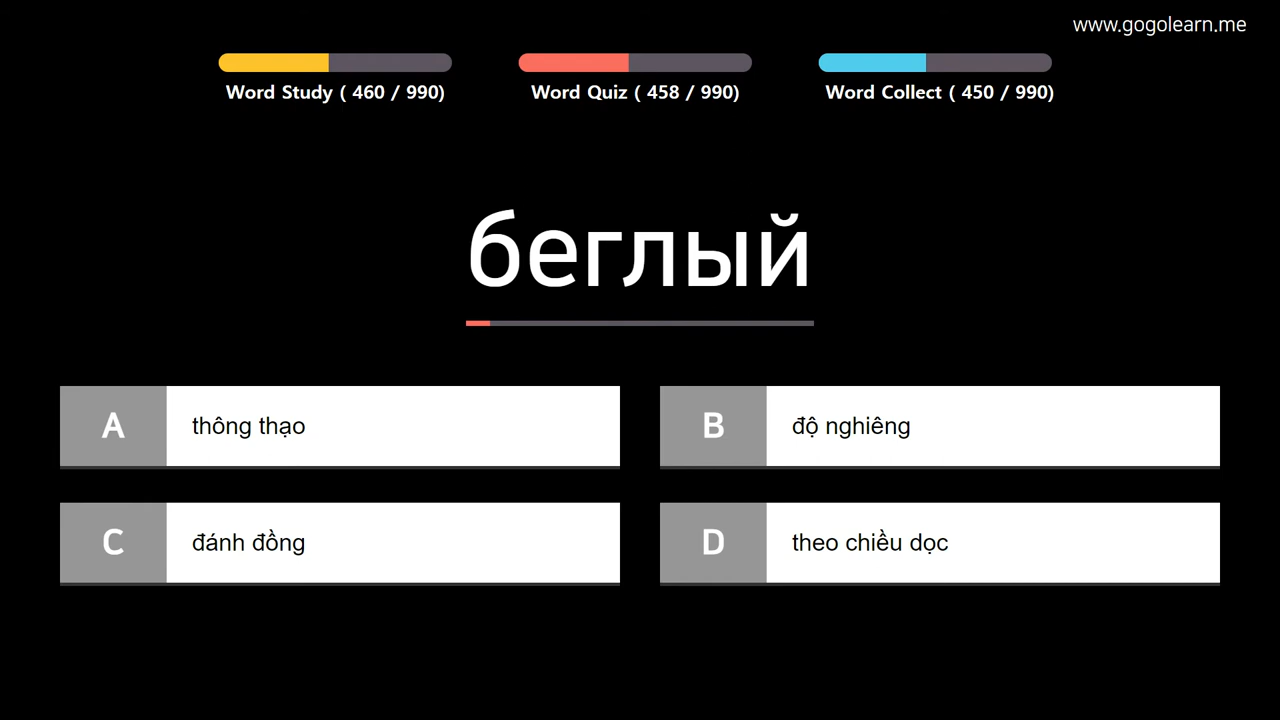 www.gogolearn.me
Word Study ( 460 / 990)
Word Quiz ( 458 / 990)
Word Collect ( 450 / 990)
беглый
A thông thạo
B độ nghiêng
C đánh đồng
D theo chiều dọc